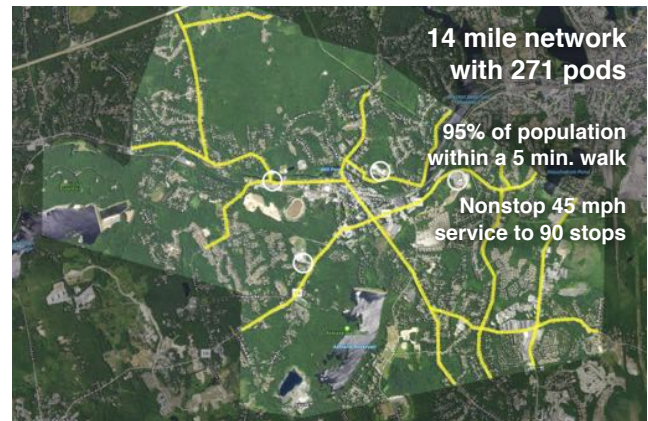 14 mile network
with 271 pods
95% of population
within a 5 min. walk
Nonstop 45 mph
service to 90 stops